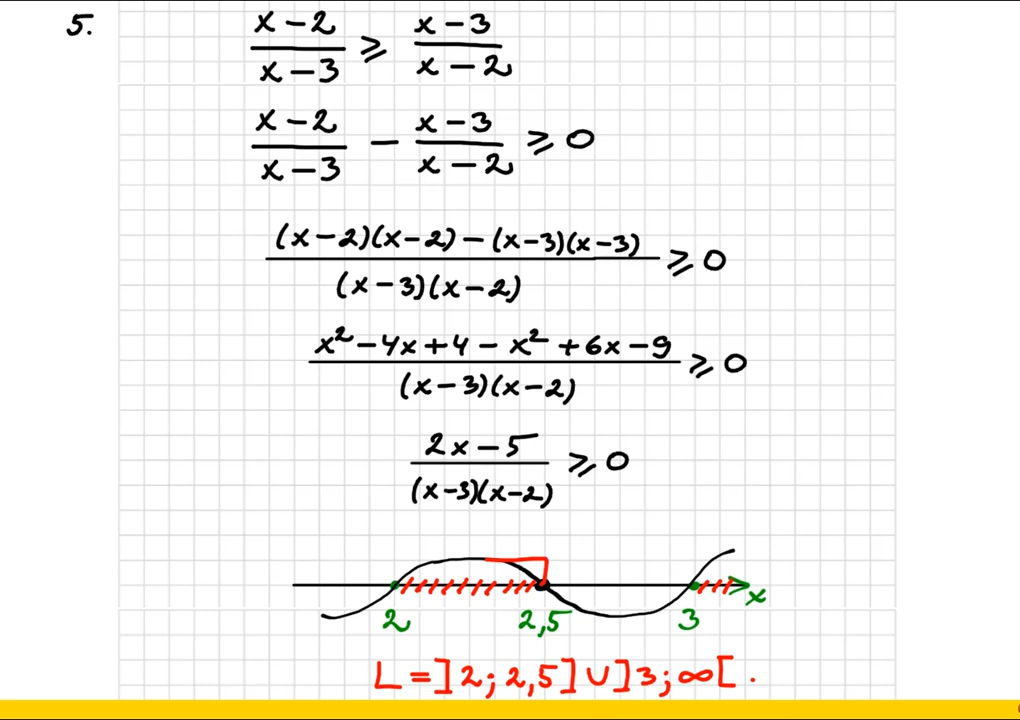 5. (x-2)/(x-3) ≥ (x-3)/(x-2)
(x-2)/(x-3) - (x-3)/(x-2) ≥ 0
((x-2)(x-2)-(x-3)(x-3))/((x-3)(x-2)) ≥ 0
(x²-4x+4-x²+6x-9)/((x-3)(x-2)) ≥ 0
(2x-5)/((x-3)(x-2)) ≥ 0
2 2,5 3 x
L = ]2; 2,5] ∪ ]3; ∞[ .